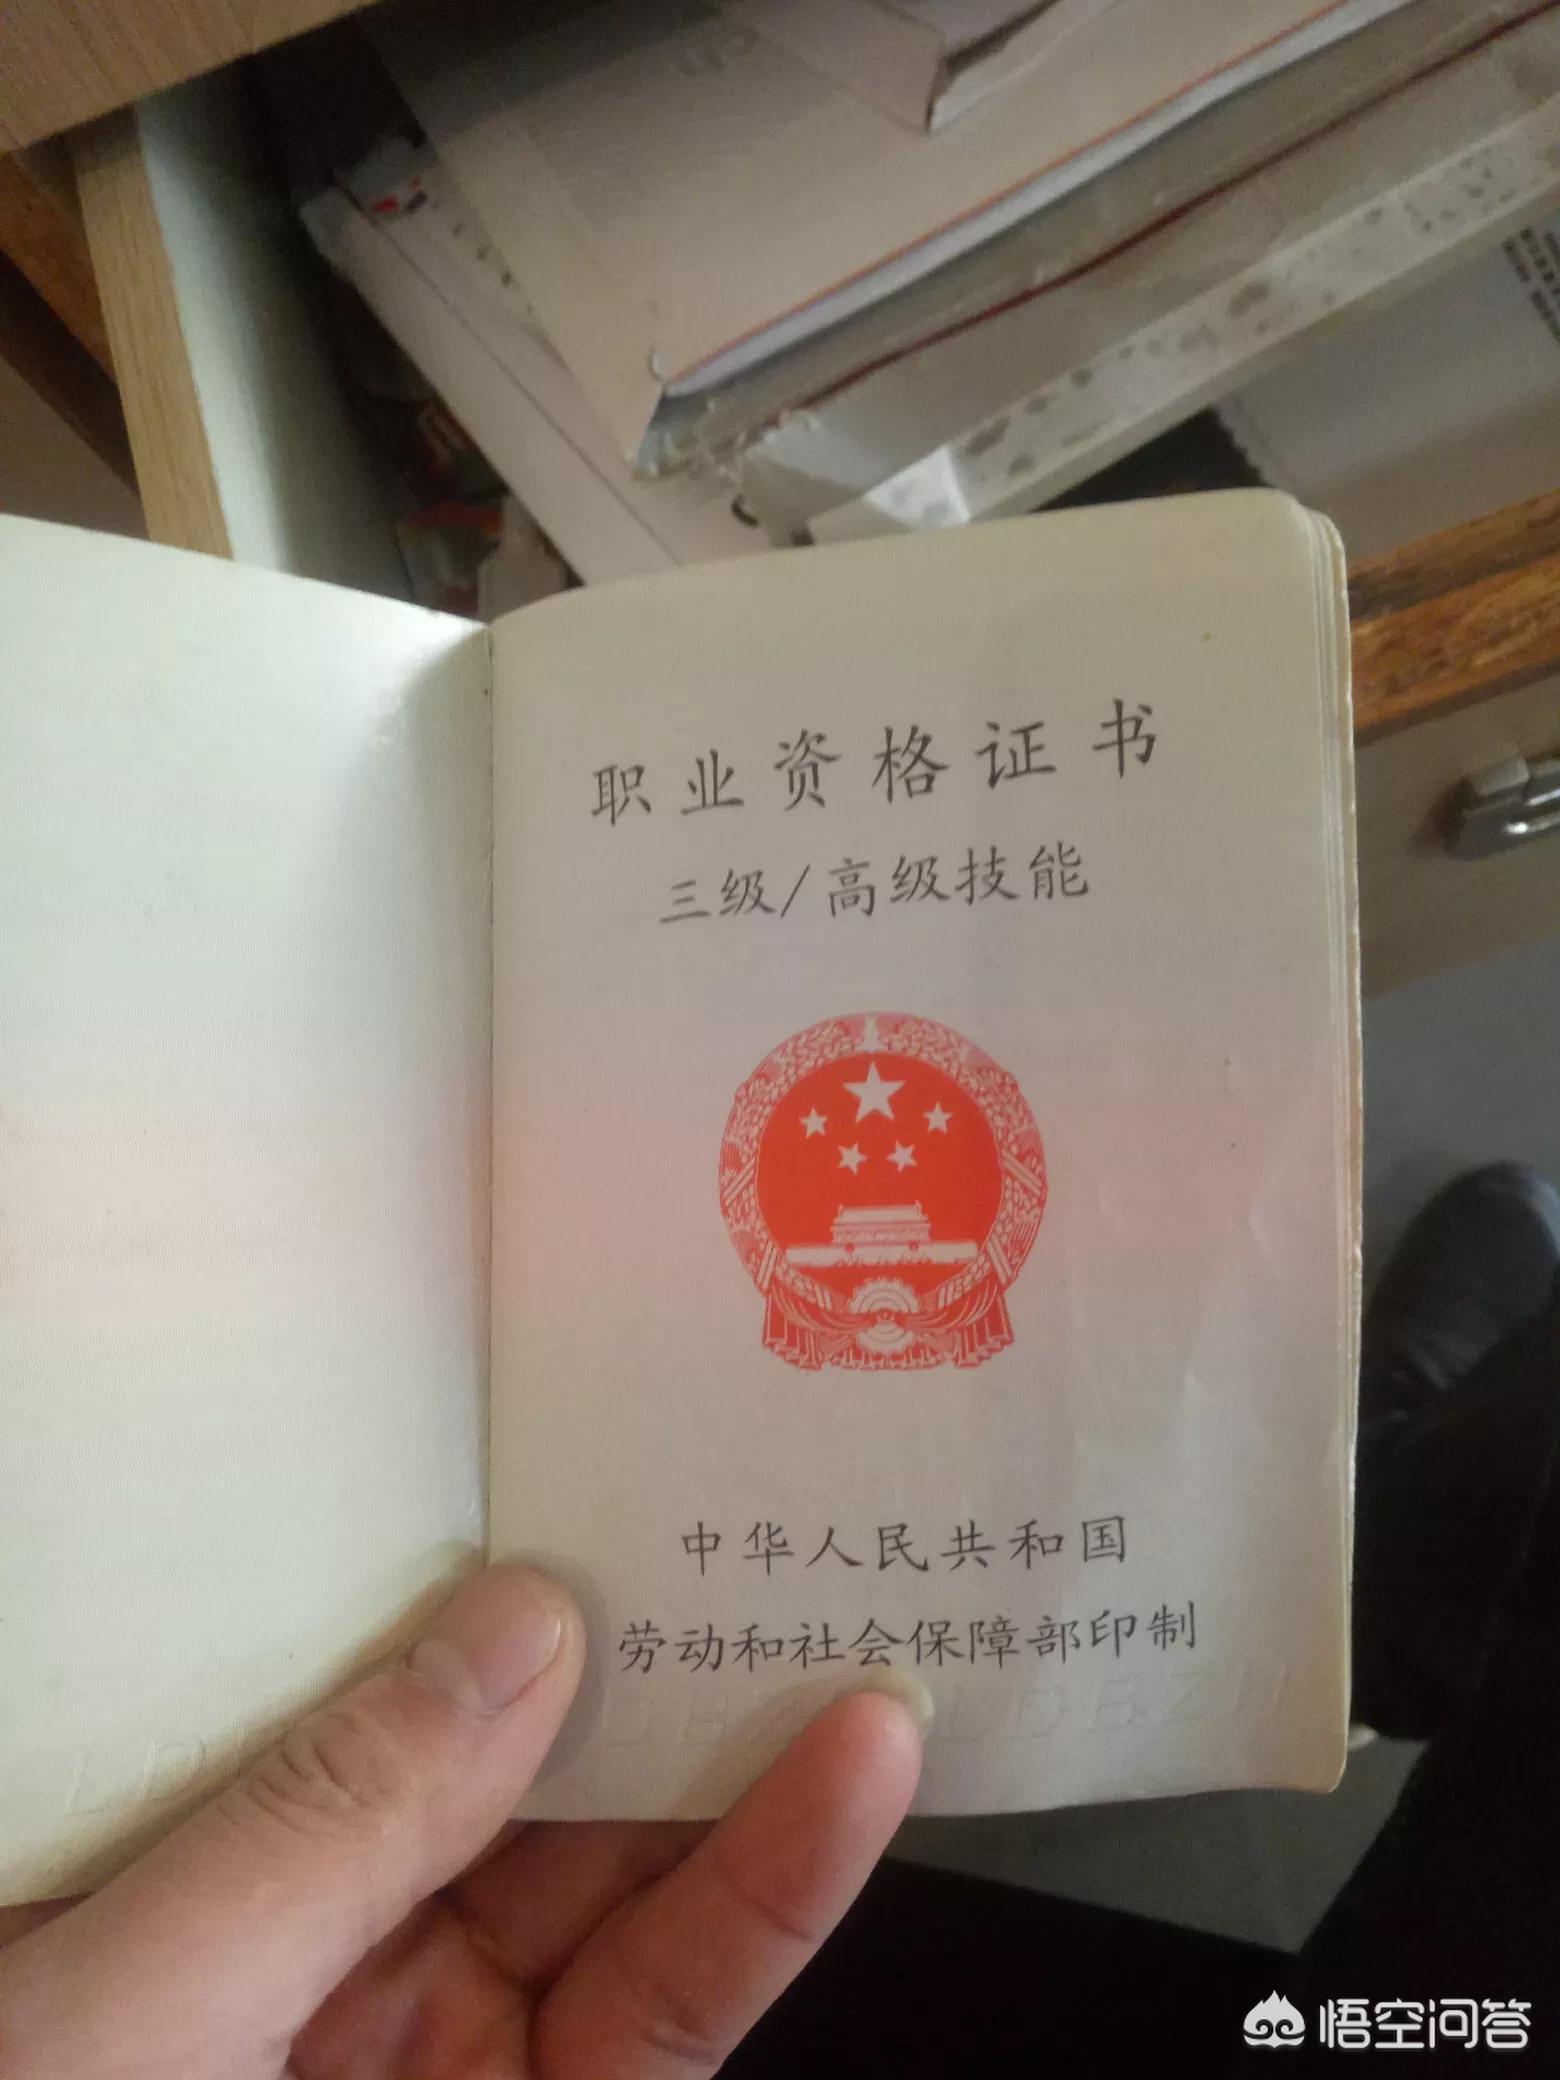 职业资格证书
三级/高级技能
中华人民共和国
劳动和社会保障部印制
LDBZH
悟空问答